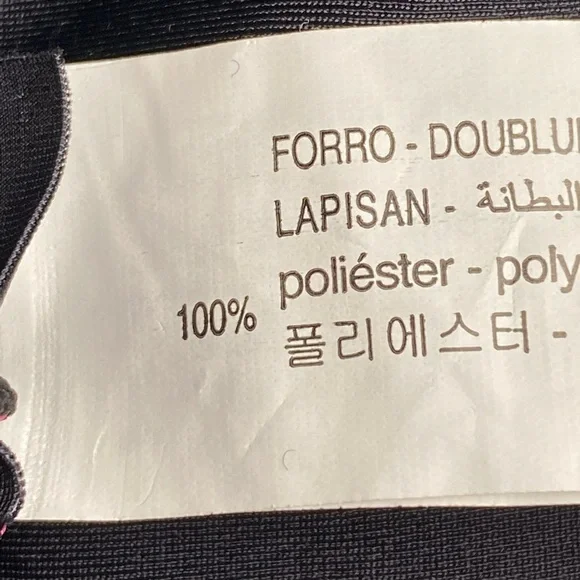 FORRO - DOUBLU
LAPISAN - البطانة
100% poliéster - poly
폴리에스터 -